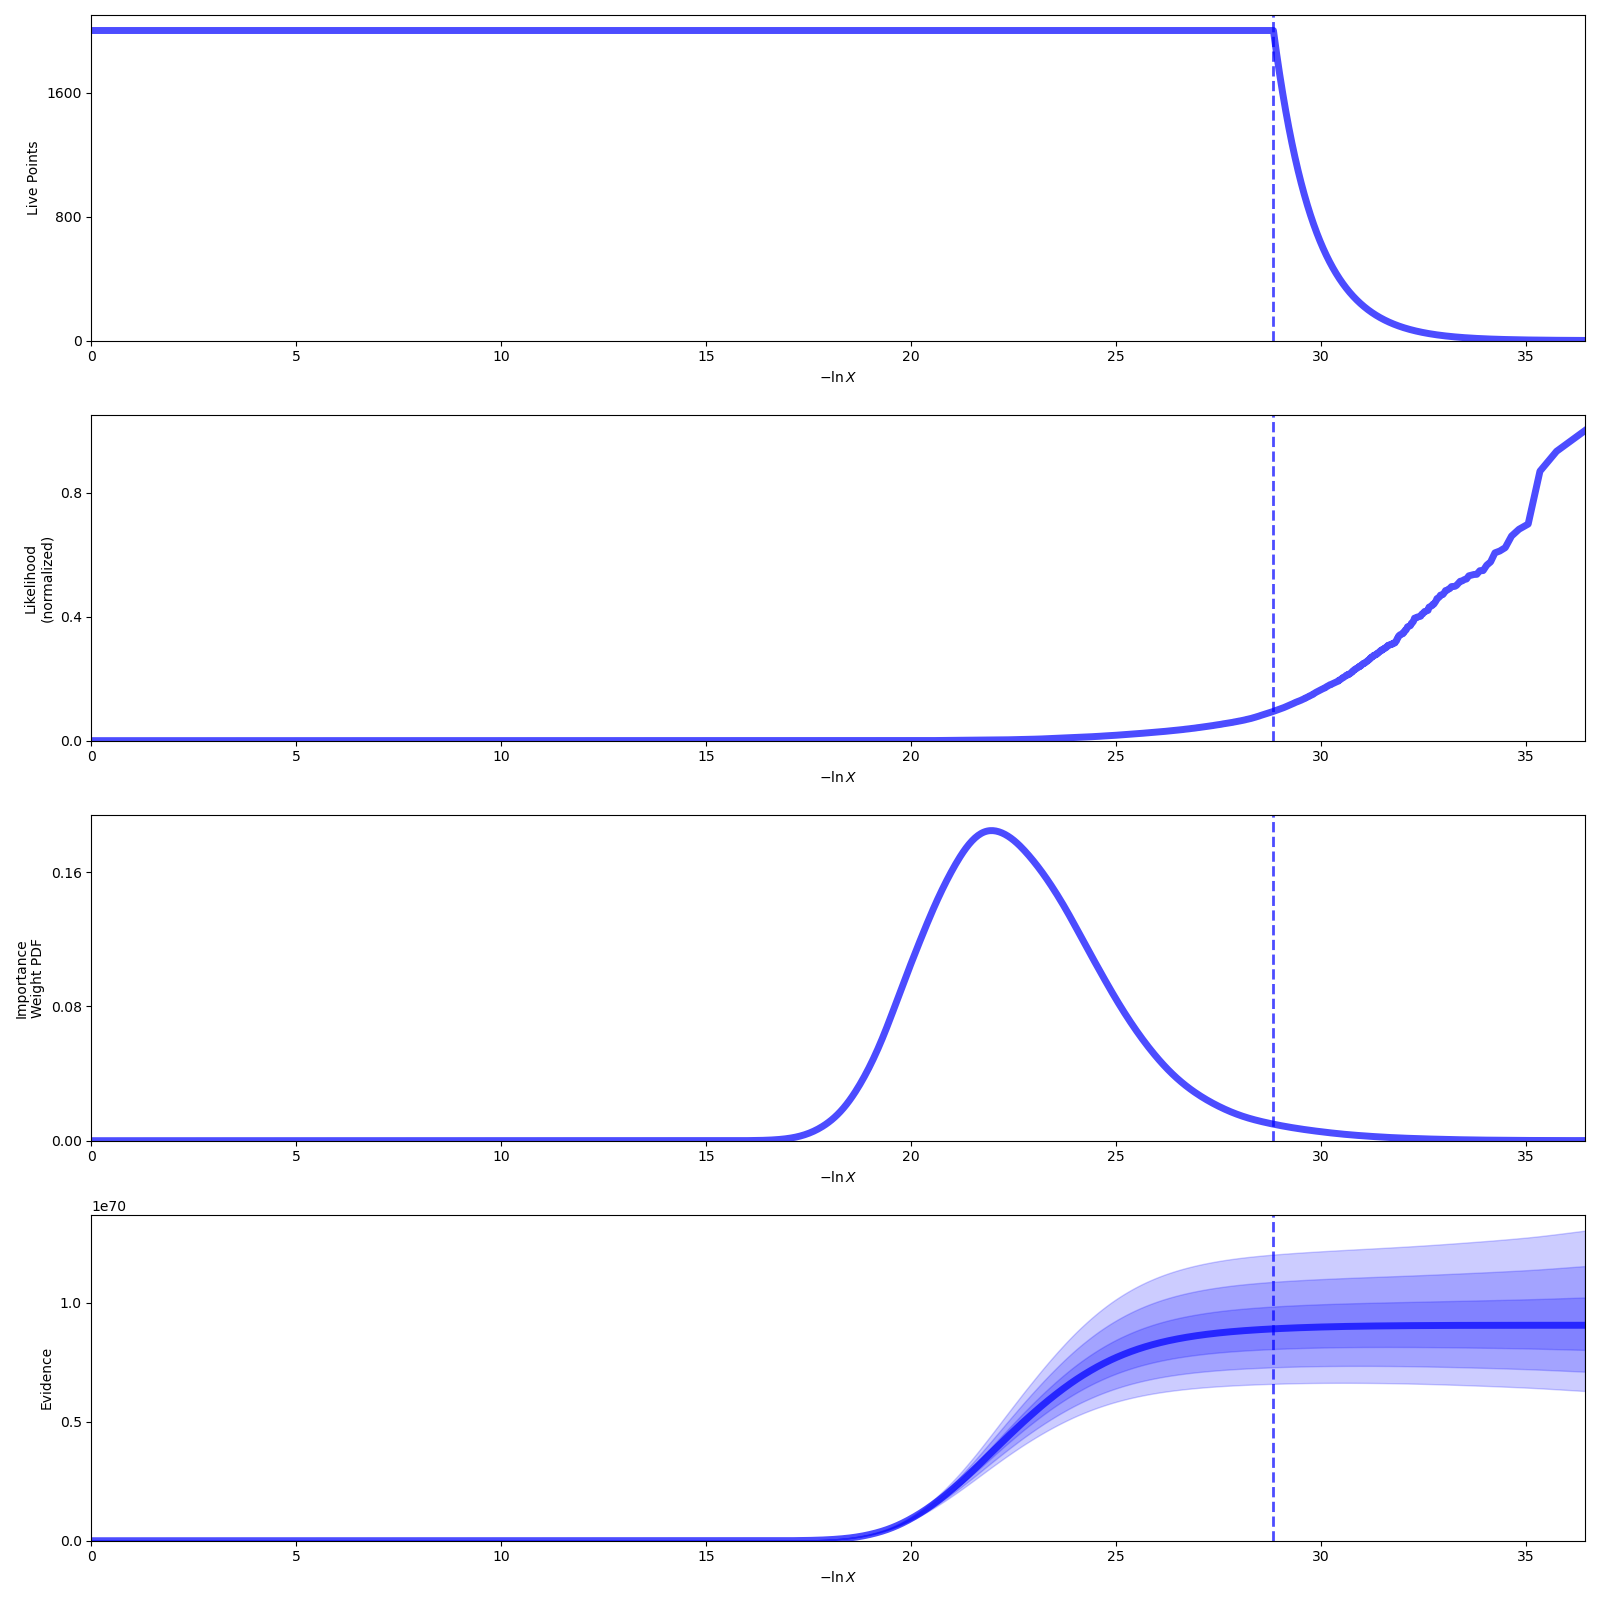 1600
800
0
Live Points
0 5 10 15 20 25 30 35
−ln X
0.8
0.4
0.0
Likelihood
(normalized)
0 5 10 15 20 25 30 35
−ln X
0.16
0.08
0.00
Importance
Weight PDF
0 5 10 15 20 25 30 35
−ln X
1e70
1.0
0.5
0.0
Evidence
0 5 10 15 20 25 30 35
−ln X